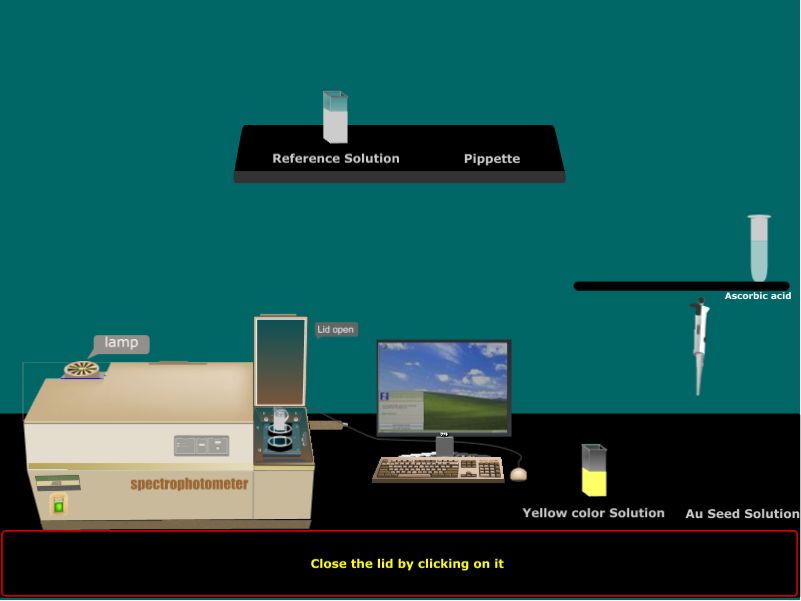 Reference Solution
Pippette
Ascorbic acid
Lid open
lamp
spectrophotometer
Yellow color Solution
Au Seed Solution
Close the lid by clicking on it